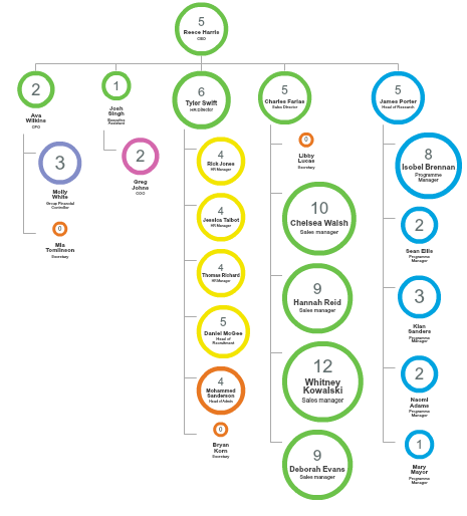 5
Reece Harris
CEO
2
Ava
Wilkins
CFO
1
Josh
Singh
Executive
Assistant
6
Tyler Swift
HR Director
5
Charles Farias
Sales Director
5
James Porter
Head of Research
3
Molly
White
Group Financial
Controller
0
Mia
Tomlinson
Secretary
2
Greg
Johns
4
Rick Jones
HR Manager
4
Jessica Talbot
HR Manager
4
Thomas Richard
HR Manager
5
Daniel McGee
Head of
Recruitment
4
Mohammed
Sanderson
Head of Admin
0
Bryan
Korn
Secretary
0
Libby
Lucas
Secretary
10
Chelsea Walsh
Sales manager
9
Hannah Reid
Sales manager
12
Whitney
Kowalski
Sales manager
9
Deborah Evans
Sales manager
8
Isobel Brennan
Programme
Manager
2
Sean Ellis
Programme
Manager
3
Kian
Sanders
Programme
Manager
2
Naomi
Adams
Programme
Manager
1
Mary
Mayor
Programme
Manager